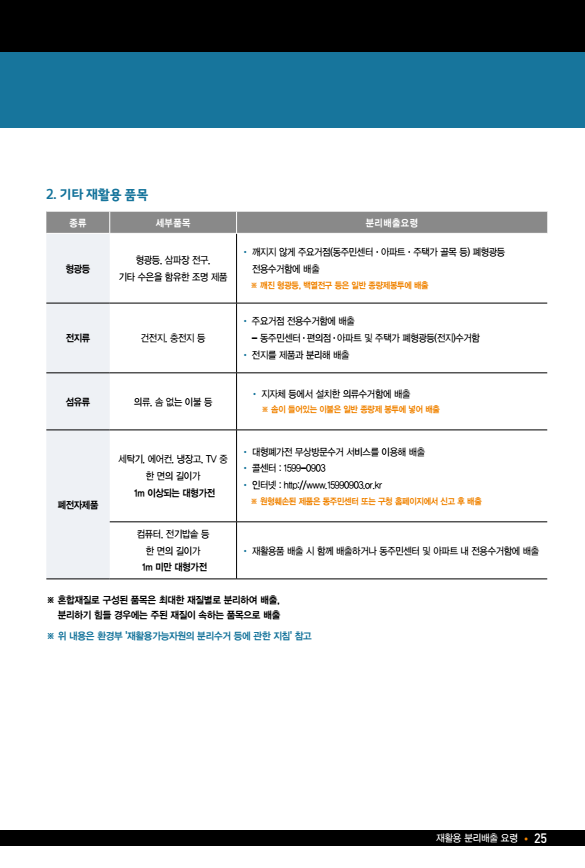 2. 기타 재활용 품목
종류 세부품목 분리배출요령
형광등
형광등, 삼파장 전구,
기타 수은을 함유한 조명 제품
• 깨지지 않게 주요거점(동주민센터・아파트・주택가 골목 등) 폐형광등
전용수거함에 배출
※ 깨진 형광등, 백열전구 등은 일반 종량제봉투에 배출
전지류
건전지, 충전지 등
• 주요거점 전용수거함에 배출
- 동주민센터・편의점・아파트 및 주택가 폐형광등(전지)수거함
• 전지를 제품과 분리해 배출
섬유류
의류, 솜 없는 이불 등
• 지자체 등에서 설치한 의류수거함에 배출
※ 솜이 들어있는 이불은 일반 종량제 봉투에 넣어 배출
폐전자제품
세탁기, 에어컨, 냉장고, TV 중
한 면의 길이가
1m 이상되는 대형가전
• 대형폐가전 무상방문수거 서비스를 이용해 배출
• 콜센터 : 1599-0903
• 인터넷 : http://www.15990903.or.kr
※ 원형훼손된 제품은 동주민센터 또는 구청 홈페이지에서 신고 후 배출
컴퓨터, 전기밥솥 등
한 면의 길이가
1m 미만 대형가전
• 재활용품 배출 시 함께 배출하거나 동주민센터 및 아파트 내 전용수거함에 배출
※ 혼합재질로 구성된 품목은 최대한 재질별로 분리하여 배출,
분리하기 힘들 경우에는 주된 재질이 속하는 품목으로 배출
※ 위 내용은 환경부 '재활용가능자원의 분리수거 등에 관한 지침' 참고
재활용 분리배출 요령 • 25